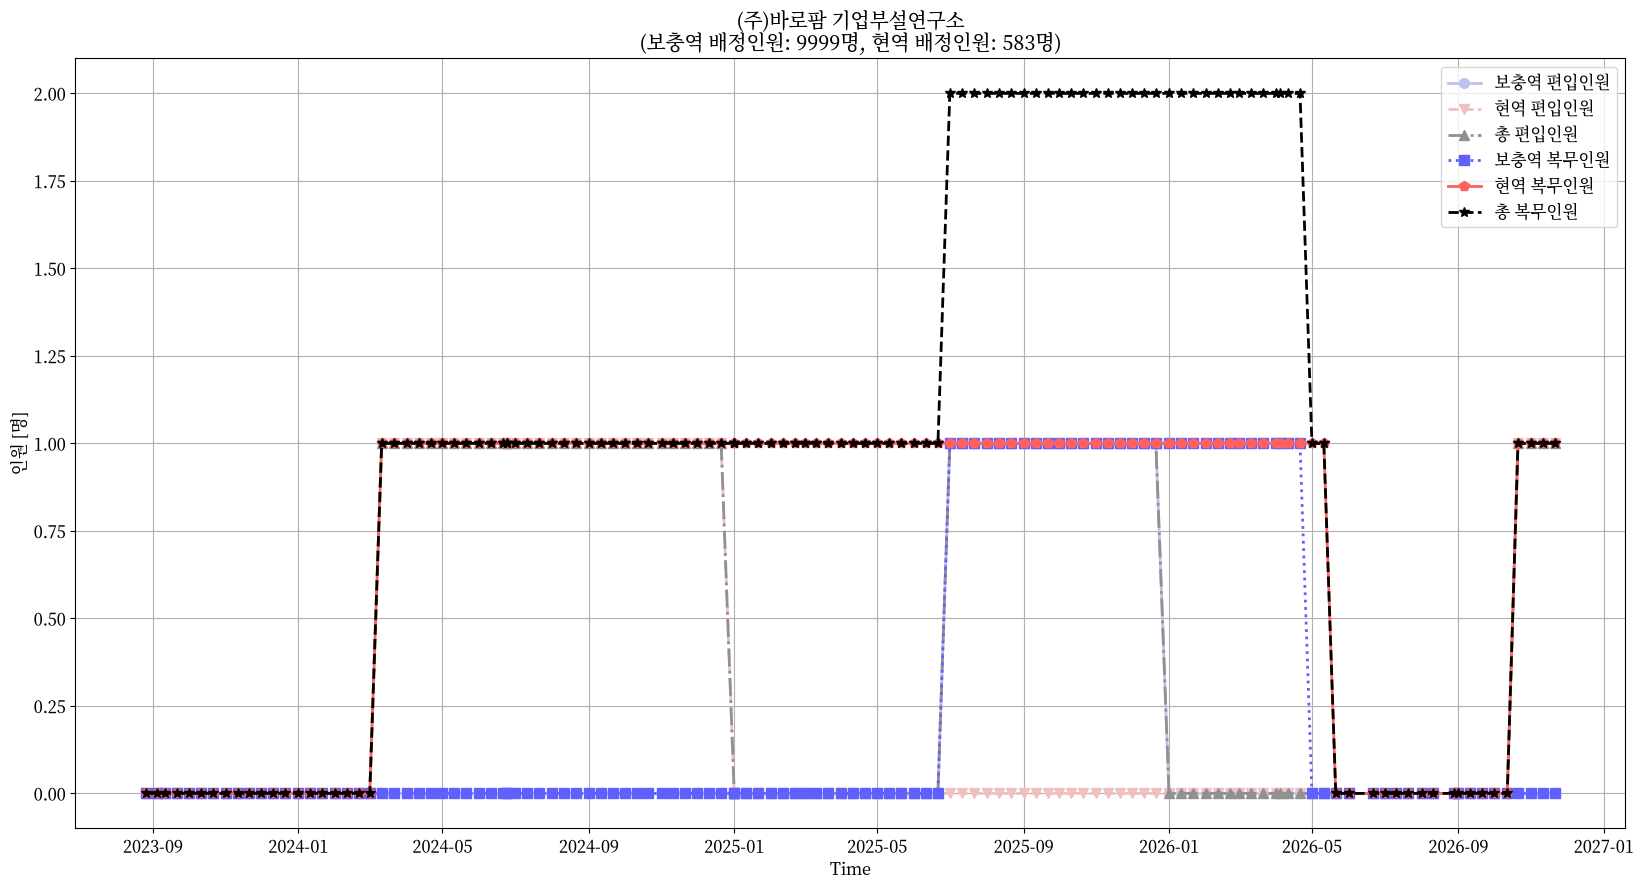 (주)바로팜 기업부설연구소
(보충역 배정인원: 9999명, 현역 배정인원: 583명)
인원 [명]
2.00
1.75
1.50
1.25
1.00
0.75
0.50
0.25
0.00
보충역 편입인원
현역 편입인원
총 편입인원
보충역 복무인원
현역 복무인원
총 복무인원
2023-09
2024-01
2024-05
2024-09
2025-01
2025-05
2025-09
2026-01
2026-05
2026-09
2027-01
Time